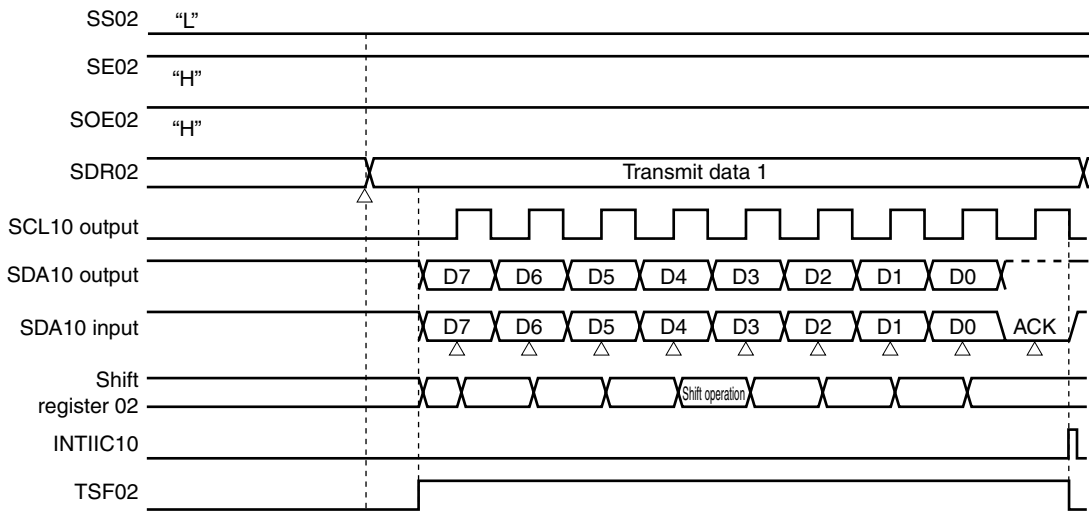 SS02 “L”
SE02 “H”
SOE02 “H”
SDR02 Transmit data 1
SCL10 output
SDA10 output D7 D6 D5 D4 D3 D2 D1 D0
SDA10 input D7 D6 D5 D4 D3 D2 D1 D0 ACK
Shift
register 02 Shift operation
INTIIC10
TSF02